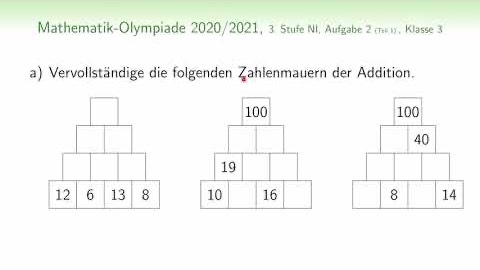 Mathematik-Olympiade 2020/2021, 3. Stufe NI, Aufgabe 2 (Teil 1), Klasse 3
a) Vervollständige die folgenden Zahlenmauern der Addition.
100 100
40
19
12 6 13 8 10 16 8 14